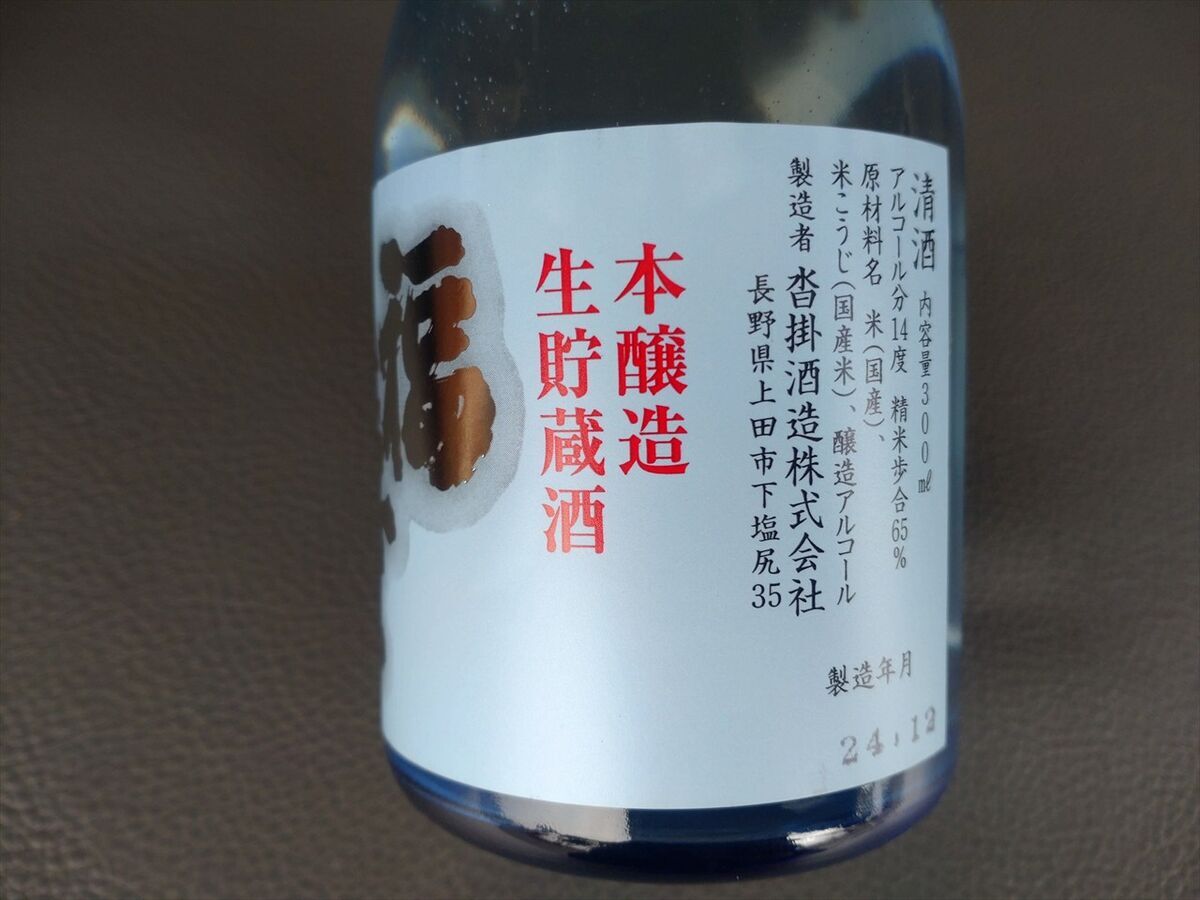 清酒 内容量300ml
アルコール分14度 精米歩合65%
原材料名 米(国産)、
米こうじ(国産米)、醸造アルコール
製造者 沓掛酒造株式会社
長野県上田市下塩尻35
製造年月
24.12
本醸造
生貯蔵酒
福